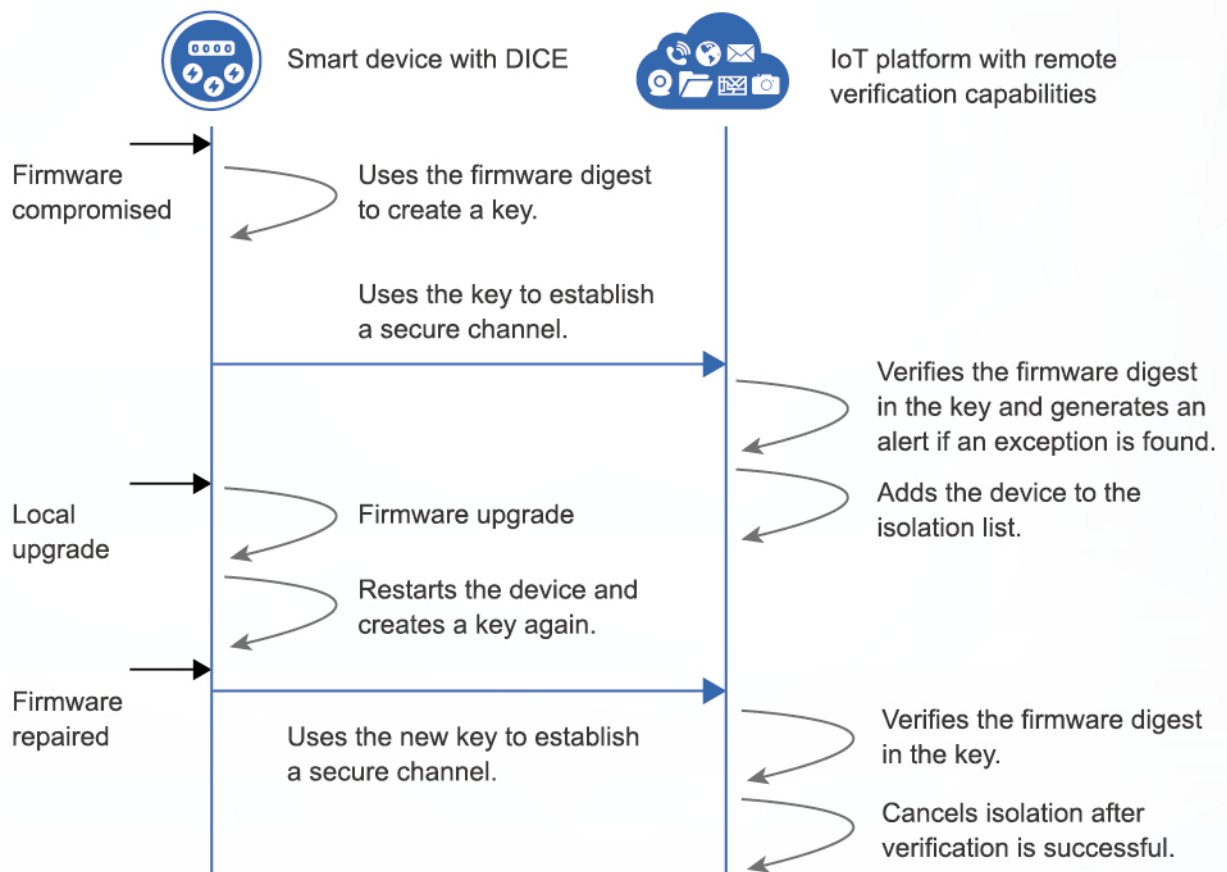 0000
Smart device with DICE
IoT platform with remote
verification capabilities
Firmware
compromised
Uses the firmware digest
to create a key.
Uses the key to establish
a secure channel.
Verifies the firmware digest
in the key and generates an
alert if an exception is found.
Adds the device to the
isolation list.
Local
upgrade
Firmware upgrade
Restarts the device and
creates a key again.
Firmware
repaired
Uses the new key to establish
a secure channel.
Verifies the firmware digest
in the key.
Cancels isolation after
verification is successful.